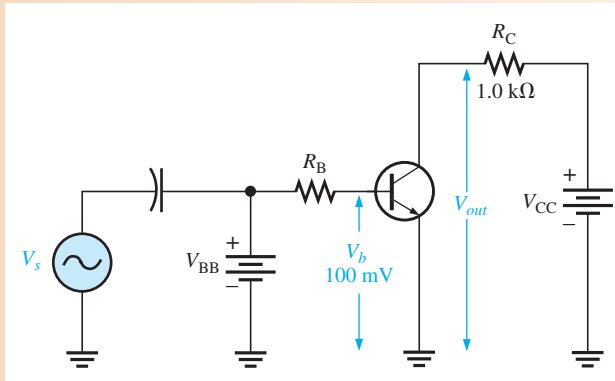 R_C
1.0 kΩ
R_B
+
V_CC
−
V_out
V_s
+
V_BB
−
V_b
100 mV